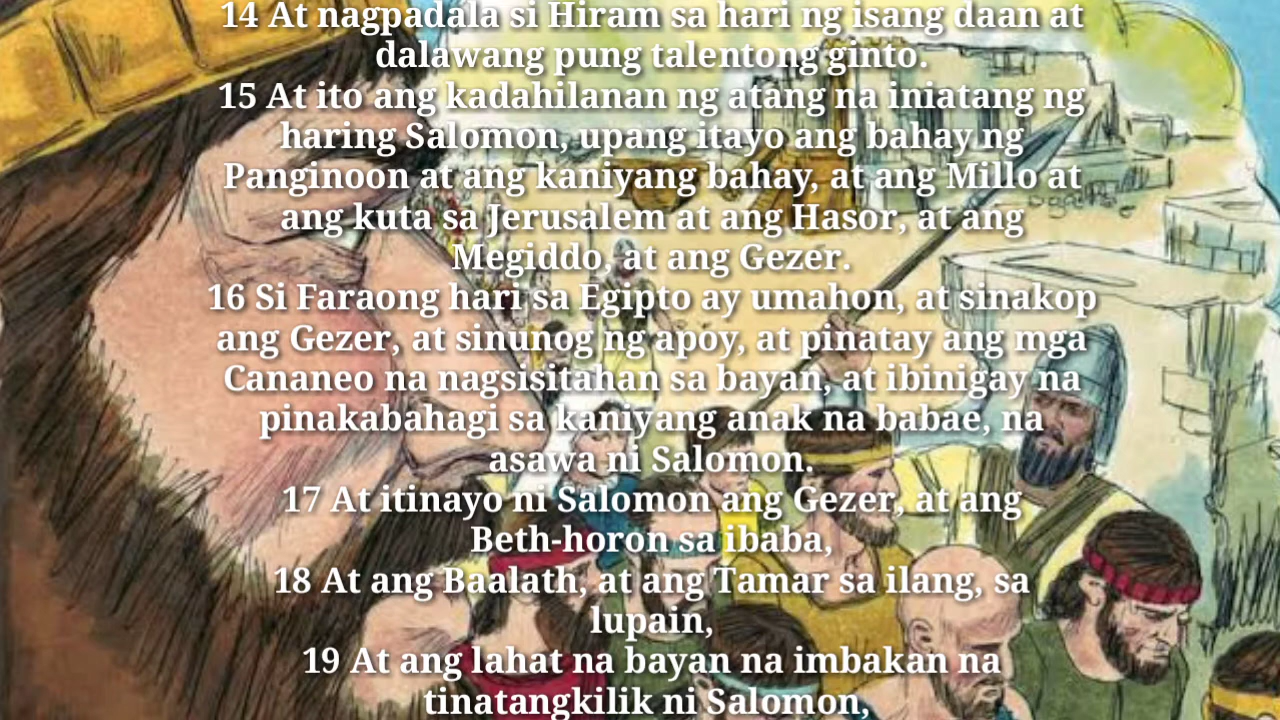 14 At nagpadala si Hiram sa hari ng isang daan at
dalawang pung talentong ginto.
15 At ito ang kadahilanan ng atang na iniatang ng
haring Salomon, upang itayo ang bahay ng
Panginoon at ang kaniyang bahay, at ang Millo at
ang kuta sa Jerusalem at ang Hasor, at ang
Megiddo, at ang Gezer.
16 Si Faraong hari sa Egipto ay umahon, at sinakop
ang Gezer, at sinunog ng apoy, at pinatay ang mga
Cananeo na nagsisitahan sa bayan, at ibinigay na
pinakabahagi sa kaniyang anak na babae, na
asawa ni Salomon.
17 At itinayo ni Salomon ang Gezer, at ang
Beth-horon sa ibaba,
18 At ang Baalath, at ang Tamar sa ilang, sa
lupain,
19 At ang lahat na bayan na imbakan na
tinatangkilik ni Salomon,